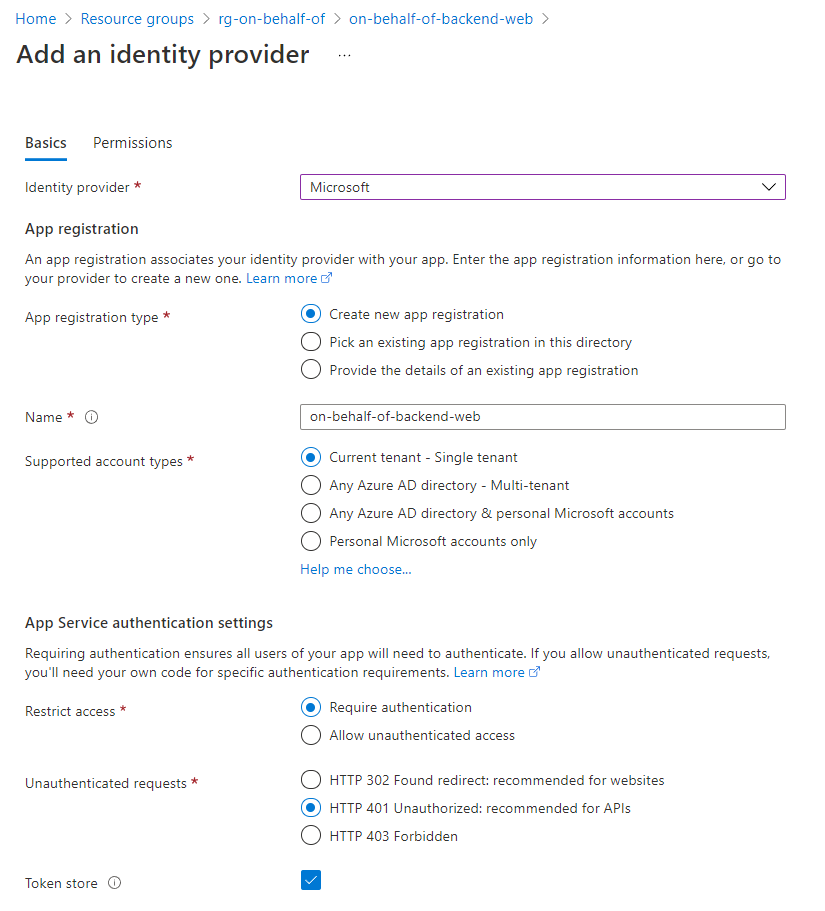 Home > Resource groups > rg-on-behalf-of > on-behalf-of-backend-web >
Add an identity provider ...
Basics Permissions
Identity provider * Microsoft
App registration
An app registration associates your identity provider with your app. Enter the app registration information here, or go to
your provider to create a new one. Learn more
App registration type * Create new app registration
Pick an existing app registration in this directory
Provide the details of an existing app registration
Name * on-behalf-of-backend-web
Supported account types * Current tenant - Single tenant
Any Azure AD directory - Multi-tenant
Any Azure AD directory & personal Microsoft accounts
Personal Microsoft accounts only
Help me choose...
App Service authentication settings
Requiring authentication ensures all users of your app will need to authenticate. If you allow unauthenticated requests,
you'll need your own code for specific authentication requirements. Learn more
Restrict access * Require authentication
Allow unauthenticated access
Unauthenticated requests * HTTP 302 Found redirect: recommended for websites
HTTP 401 Unauthorized: recommended for APIs
HTTP 403 Forbidden
Token store